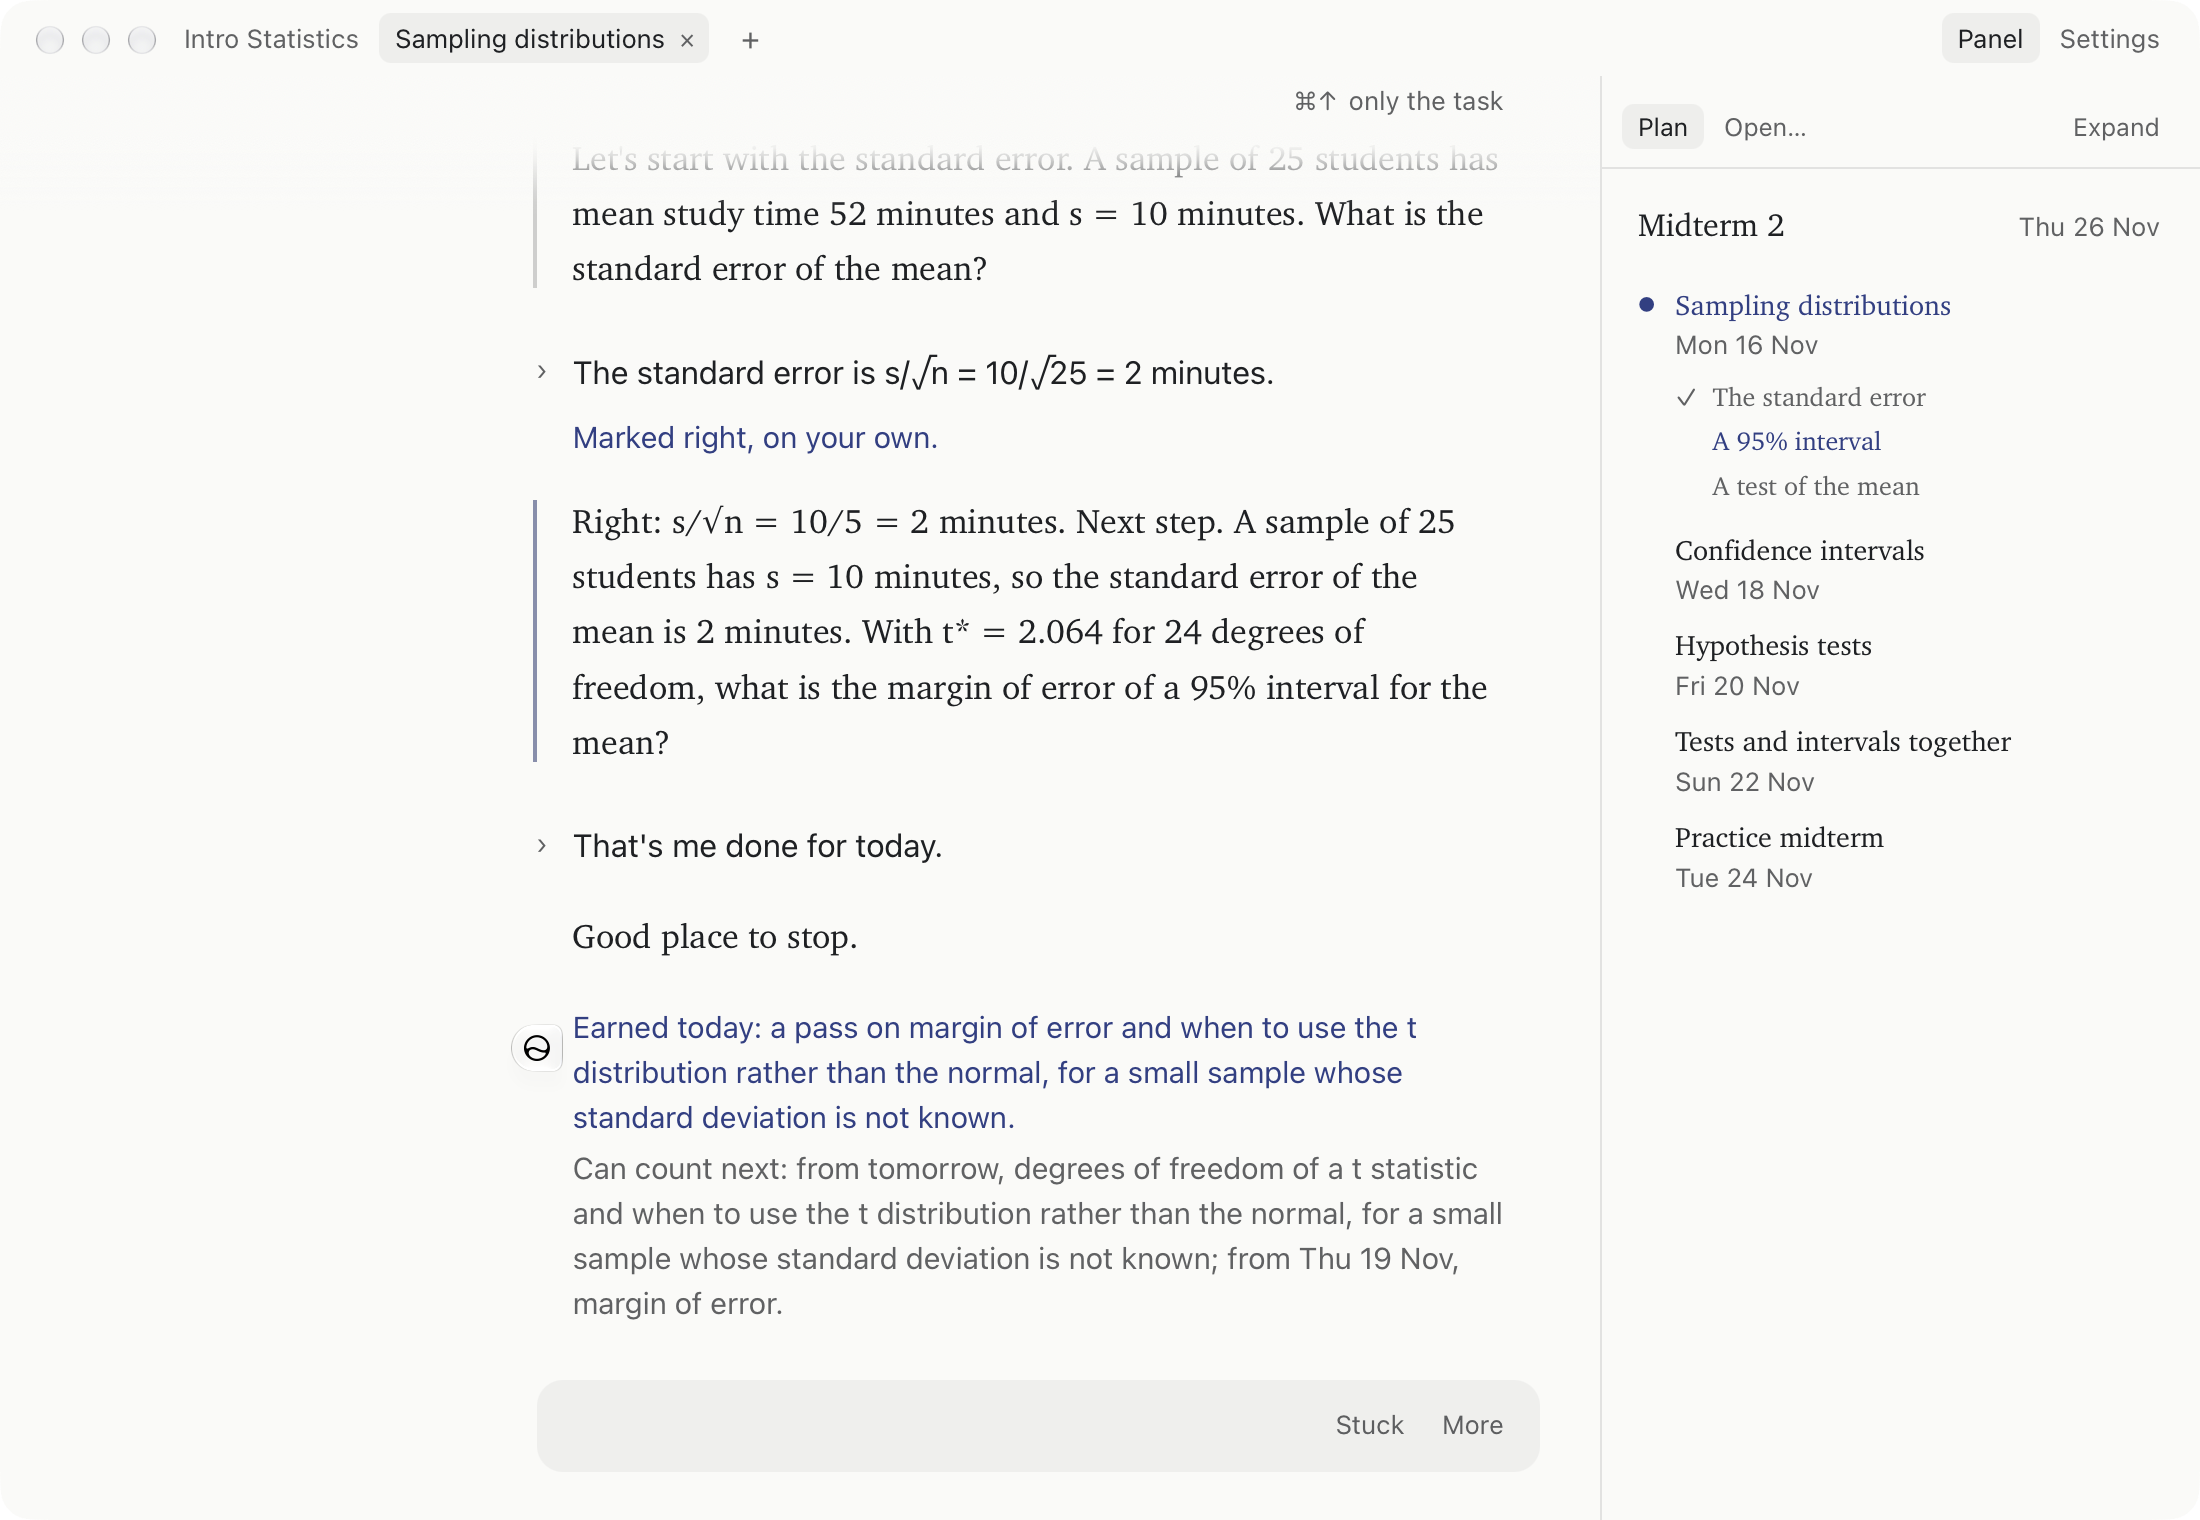 Intro Statistics
Sampling distributions ×
+
Panel
Settings
⌘↑ only the task
Let's start with the standard error. A sample of 25 students has
mean study time 52 minutes and s = 10 minutes. What is the
standard error of the mean?
› The standard error is s/√n = 10/√25 = 2 minutes.
Marked right, on your own.
Right: s/√n = 10/5 = 2 minutes. Next step. A sample of 25
students has s = 10 minutes, so the standard error of the
mean is 2 minutes. With t* = 2.064 for 24 degrees of
freedom, what is the margin of error of a 95% interval for the
mean?
› That's me done for today.
Good place to stop.
Earned today: a pass on margin of error and when to use the t
distribution rather than the normal, for a small sample whose
standard deviation is not known.
Can count next: from tomorrow, degrees of freedom of a t statistic
and when to use the t distribution rather than the normal, for a small
sample whose standard deviation is not known; from Thu 19 Nov,
margin of error.
Stuck
More
Plan
Open...
Expand
Midterm 2
Thu 26 Nov
Sampling distributions
Mon 16 Nov
✓ The standard error
A 95% interval
A test of the mean
Confidence intervals
Wed 18 Nov
Hypothesis tests
Fri 20 Nov
Tests and intervals together
Sun 22 Nov
Practice midterm
Tue 24 Nov